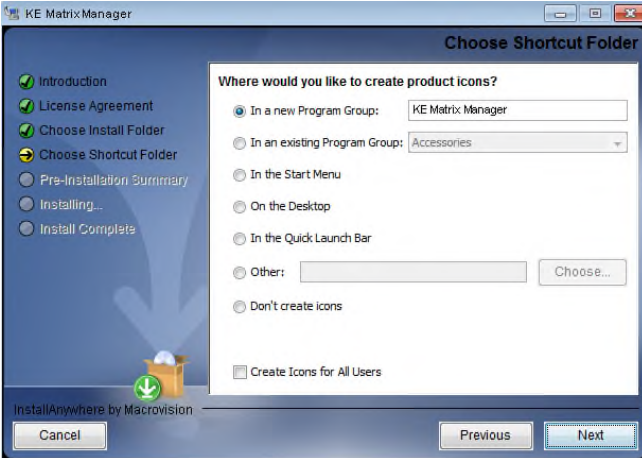 KE MatrixManager
Choose Shortcut Folder
Introduction
License Agreement
Choose Install Folder
Choose Shortcut Folder
Pre-Installation Summary
Installing...
Install Complete
Where would you like to create product icons?
In a new Program Group: KE Matrix Manager
In an existing Program Group: Accessories
In the Start Menu
On the Desktop
In the Quick Launch Bar
Other: Choose...
Don't create icons
Create Icons for All Users
InstallAnywhere by Macrovision
Cancel Previous Next